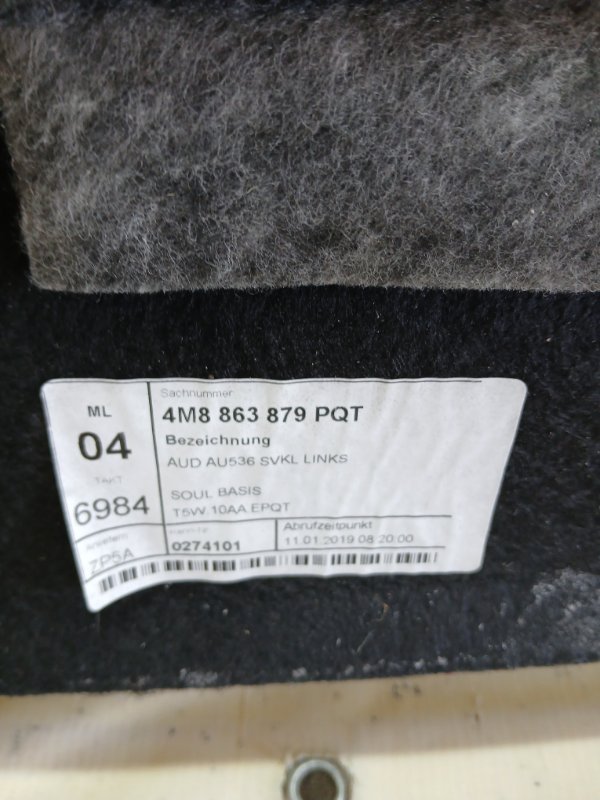 ML
04
TAKT
6984
Anliefern
ZP5A
Sachnummer
4M8 863 879 PQT
Bezeichnung
AUD AU536 SVKL LINKS
SOUL BASIS
T5W 10AA EPQT
0274101
Abrufzeitpunkt
11.01.2019 08:20:00